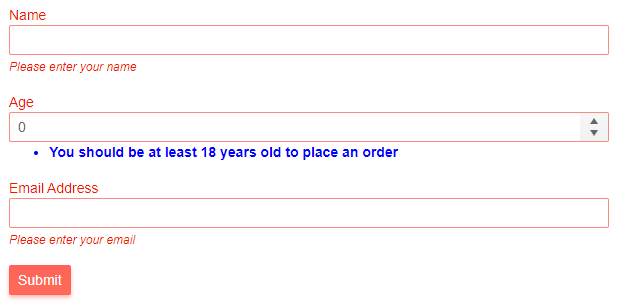 Name
Please enter your name
Age
0
• You should be at least 18 years old to place an order
Email Address
Please enter your email
Submit